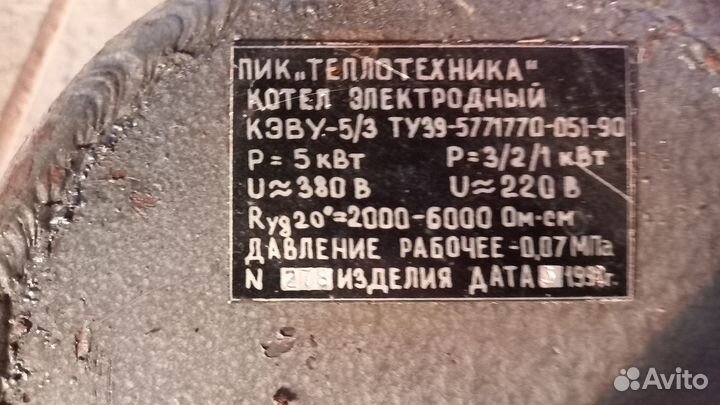 ПИК „ТЕПЛОТЕХНИКА"
КОТЕЛ ЭЛЕКТРОДНЫЙ
КЭВУ-5/3 ТУ39-5771770-051-90
P = 5 кВт P = 3/2/1 кВт
U ≈ 380 В U ≈ 220 В
Rуд20°=2000-6000 Ом·см
ДАВЛЕНИЕ РАБОЧЕЕ -0,07 МПа
N ИЗДЕЛИЯ ДАТА
Avito